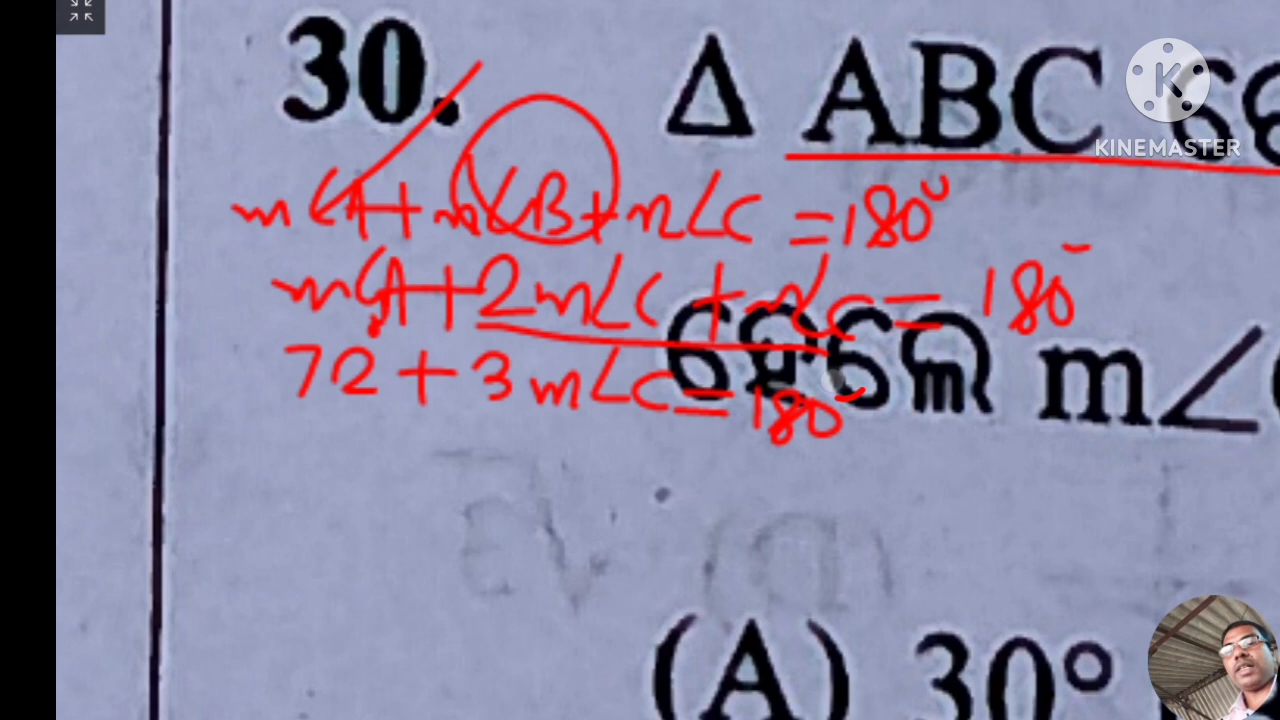 30. Δ ABC
KINEMASTER
m∠A + m∠B + m∠C = 180°
m∠A + 2m∠C + m∠C = 180°
ହେଲେ m∠
72 + 3m∠C = 180°
(A) 30°